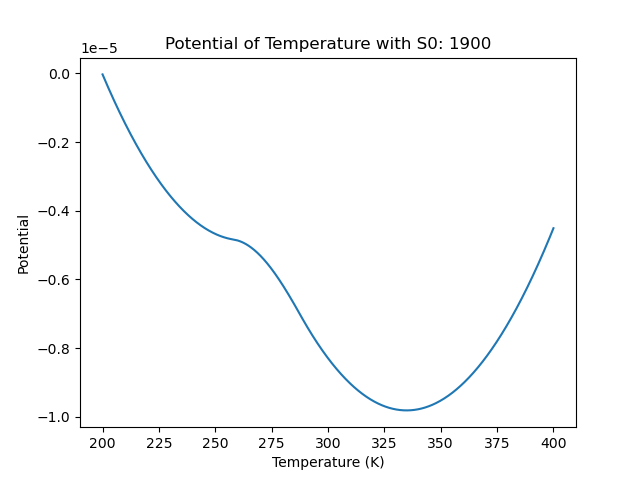 Potential of Temperature with S0: 1900
1e−5
0.0
−0.2
−0.4
−0.6
−0.8
−1.0
Potential
200 225 250 275 300 325 350 375 400
Temperature (K)